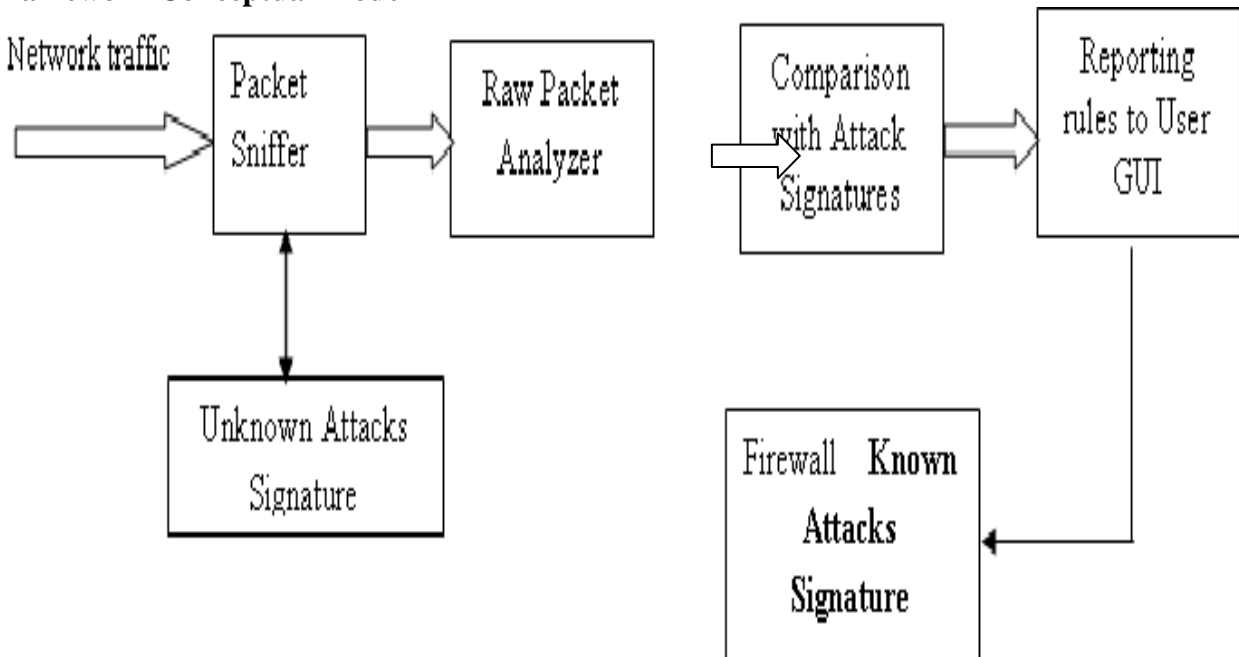 Network traffic
Packet
Sniffer
Raw Packet
Analyzer
Comparison
with Attack
Signatures
Reporting
rules to User
GUI
Unknown Attacks
Signature
Firewall Known
Attacks
Signature